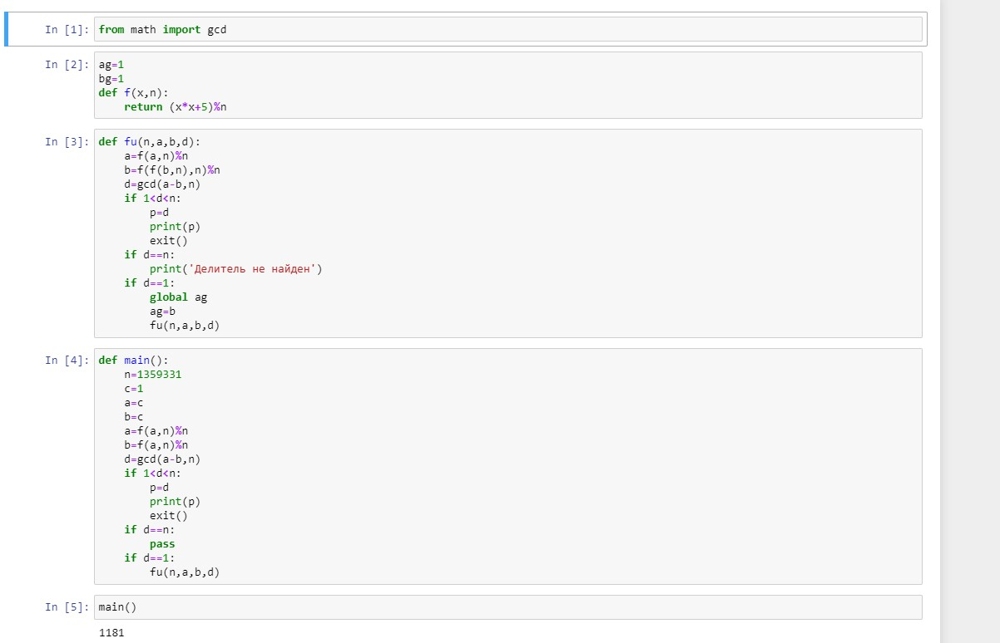 In [1]: from math import gcd
In [2]: ag=1
bg=1
def f(x,n):
    return (x*x+5)%n
In [3]: def fu(n,a,b,d):
    a=f(a,n)%n
    b=f(f(b,n),n)%n
    d=gcd(a-b,n)
    if 1<d<n:
        p=d
        print(p)
        exit()
    if d==n:
        print('Делитель не найден')
    if d==1:
        global ag
        ag=b
        fu(n,a,b,d)
In [4]: def main():
    n=1359331
    c=1
    a=c
    b=c
    a=f(a,n)%n
    b=f(a,n)%n
    d=gcd(a-b,n)
    if 1<d<n:
        p=d
        print(p)
        exit()
    if d==n:
        pass
    if d==1:
        fu(n,a,b,d)
In [5]: main()
1181